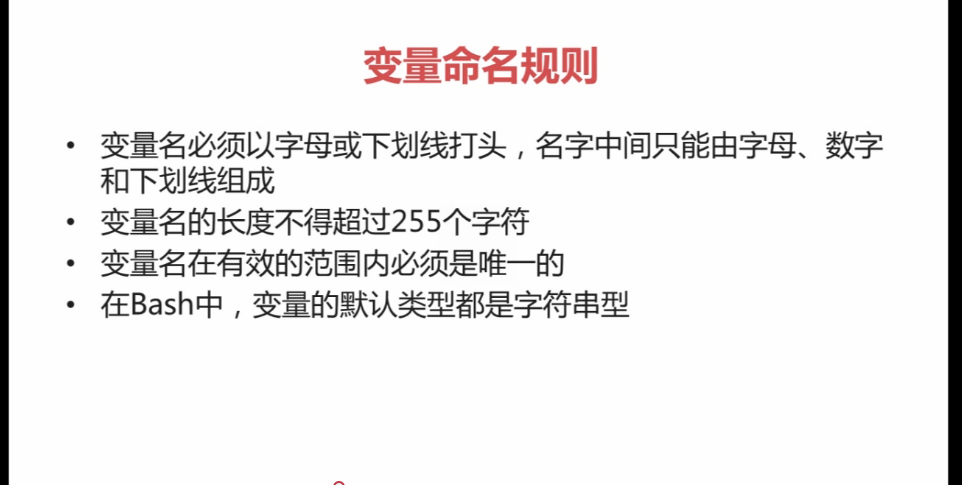 变量命名规则
• 变量名必须以字母或下划线打头，名字中间只能由字母、数字
和下划线组成
• 变量名的长度不得超过255个字符
• 变量名在有效的范围内必须是唯一的
• 在Bash中，变量的默认类型都是字符串型